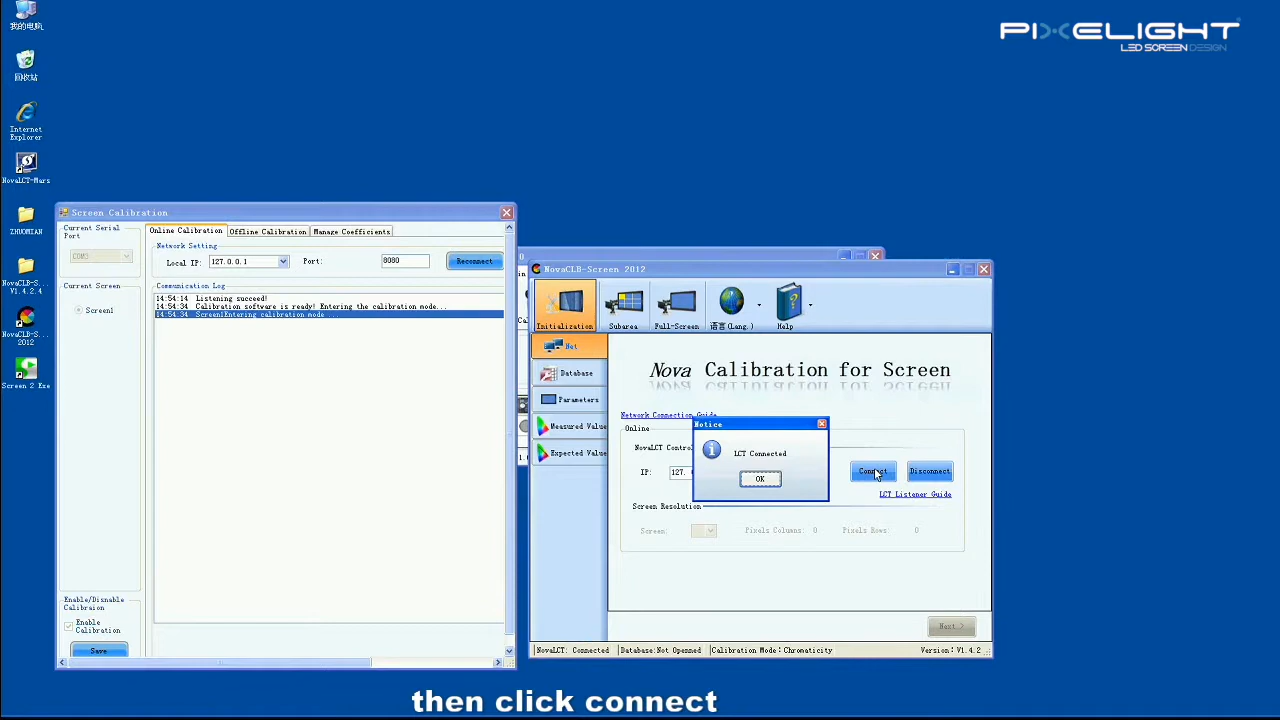 我的电脑
PIXELIGHT
LED SCREEN DESIGN
回收站
Internet
Explorer
NovaLCT-Mars
ZHUOMIAN
NovaCLB-S...
V1.4.2.4
NovaCLB-S...
2012
Screen 2 Exe
Screen Calibration
Current Serial
Port
COM3
Current Screen
Screen1
Enable/Disnable
Calibraion
Enable
Calibration
Save
Online Calibration
Offline Calibration
Manage Coefficients
Network Setting
Local IP: 127.0.0.1
Port: 8080
Reconnect
Communication Log
14:54:14 Listening succeed!
14:54:34 Calibration software is ready! Entering the calibration mode...
14:54:34 Screen1Entering calibration mode ...
NovaCLB-Screen 2012
Initialization
Subarea
Full-Screen
语言(Lang.)
Help
Net
Database
Parameters
Measured Value
Expected Value
Nova Calibration for Screen
Network Connection Guide
Online
NovaLCT Contro
IP: 127.
Connect
Disconnect
LCT Listener Guide
Screen Resolution
Screen:
Pixels Columns: 0
Pixels Rows: 0
Notice
LCT Connected
OK
Next >
NovaLCT: Connected
Database:Not Openned
Calibration Mode:Chromaticity
Version: V1.4.2
then click connect